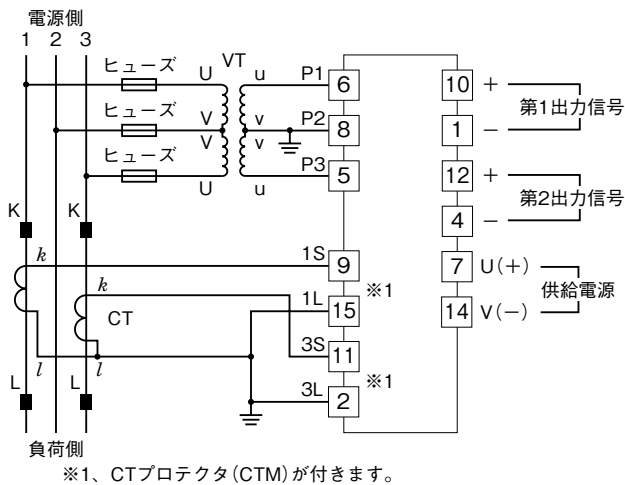 電源側
1 2 3
ヒューズ U VT u P1 6 10 +
第1出力信号
ヒューズ V v P2 8 1 −
V v
ヒューズ P3 5 12 +
U u
第2出力信号
4 −
K K
k 1S 9 7 U(+)
※1 供給電源
k 1L 15 14 V(−)
CT
3S 11
l l ※1
L L 3L 2
負荷側
※1、CTプロテクタ(CTM)が付きます。